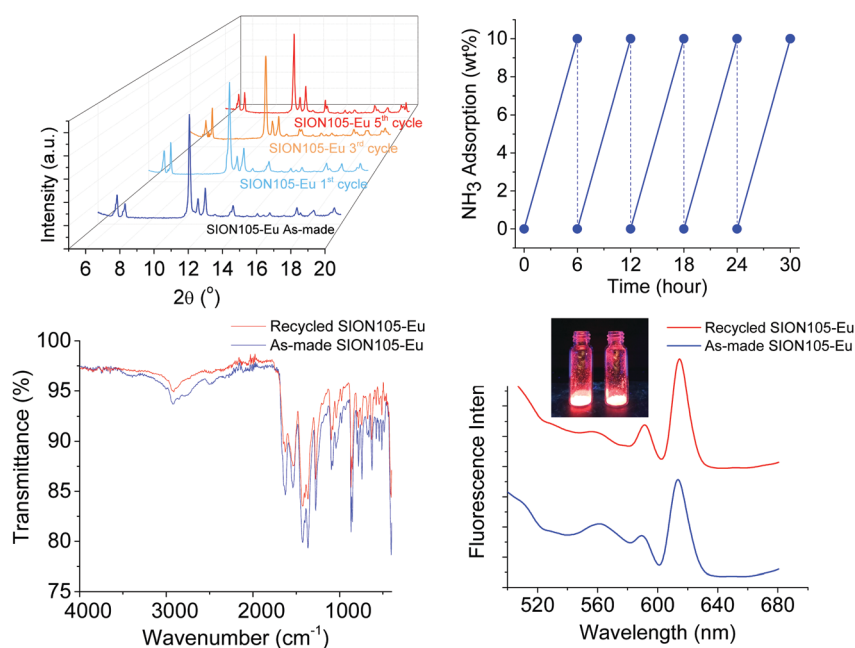 Intensity (a.u.)
SION105-Eu 5th cycle
SION105-Eu 3rd cycle
SION105-Eu 1st cycle
SION105-Eu As-made
6 8 10 12 14 16 18 20
2θ (°)
NH3 Adsorption (wt%)
10
8
6
4
2
0
0 6 12 18 24 30
Time (hour)
Transmittance (%)
100
95
90
85
80
75
Recycled SION105-Eu
As-made SION105-Eu
4000 3000 2000 1000
Wavenumber (cm-1)
Fluorescence Inten
Recycled SION105-Eu
As-made SION105-Eu
520 560 600 640 680
Wavelength (nm)